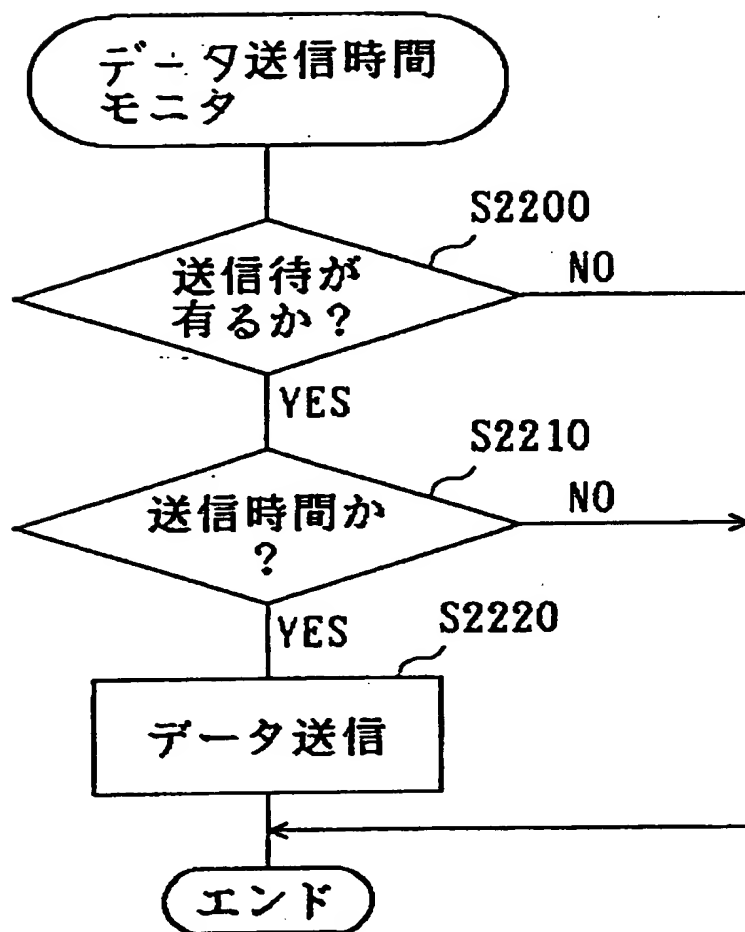 データ送信時間
モニタ
S2200
送信待が
有るか？
NO
YES
S2210
送信時間か
？
NO
YES
S2220
データ送信
エンド